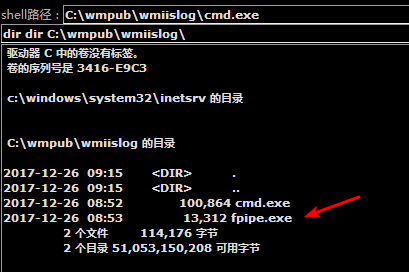 shell路径：C:\wmpub\wmiislog\cmd.exe
dir dir C:\wmpub\wmiislog\
驱动器 C 中的卷没有标签。
卷的序列号是 3416-E9C3
c:\windows\system32\inetsrv 的目录
C:\wmpub\wmiislog 的目录
2017-12-26 09:15 <DIR> .
2017-12-26 09:15 <DIR> ..
2017-12-26 08:52 100,864 cmd.exe
2017-12-26 08:53 13,312 fpipe.exe
2 个文件 114,176 字节
2 个目录 51,053,150,208 可用字节